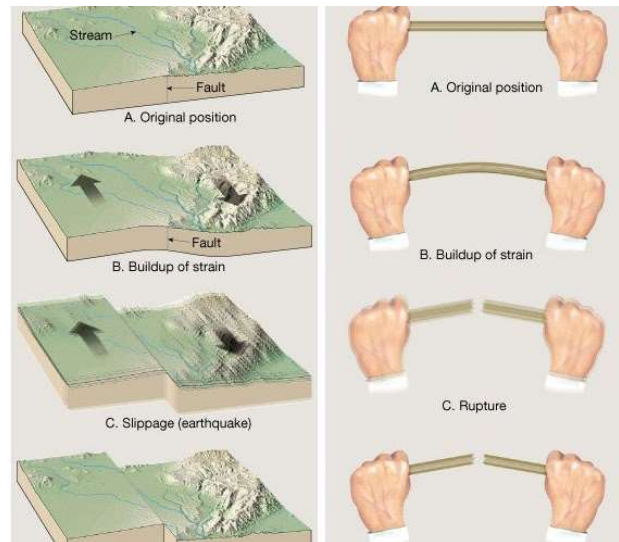 Stream
Fault
A. Original position
Fault
B. Buildup of strain
C. Slippage (earthquake)
A. Original position
B. Buildup of strain
C. Rupture